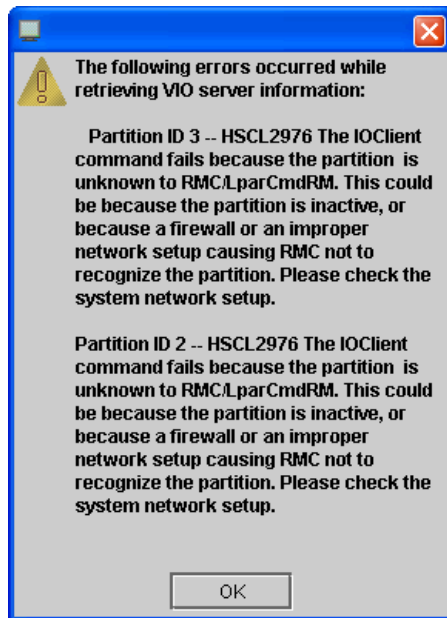 The following errors occurred while
retrieving VIO server information:
Partition ID 3 -- HSCL2976 The IOClient
command fails because the partition is
unknown to RMC/LparCmdRM. This could
be because the partition is inactive, or
because a firewall or an improper
network setup causing RMC not to
recognize the partition. Please check the
system network setup.
Partition ID 2 -- HSCL2976 The IOClient
command fails because the partition is
unknown to RMC/LparCmdRM. This could
be because the partition is inactive, or
because a firewall or an improper
network setup causing RMC not to
recognize the partition. Please check the
system network setup.
OK